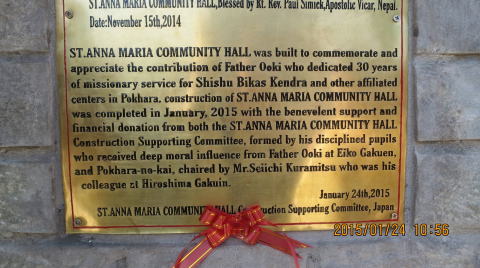 ST.ANNA MARIA COMMUNITY HALL,Blessed by Rt. Rev. Paul Simick,Apostolic Vicar, Nepal.
Date:November 15th,2014
ST.ANNA MARIA COMMUNITY HALL was built to commemorate and
appreciate the contribution of Father Ooki who dedicated 30 years
of missionary service for Shishu Bikas Kendra and other affiliated
centers in Pokhara. construction of ST.ANNA MARIA COMMUNITY HALL
was completed in January, 2015 with the benevolent support and
financial donation from both the ST.ANNA MARIA COMMUNITY HALL
Construction Supporting Committee, formed by his disciplined pupils
who racaived deep moral influence from Father Ooki at Eiko Gakuen,
and Pokhara-no-kai, chaired by Mr.Seiichi Kuramitsu who was his
colleague at Hiroshima Gakuin.
January 24th,2015
ST.ANNA MARIA COMMUNITY HALL Construction Supporting Committee, Japan
2015/01/24 10:56